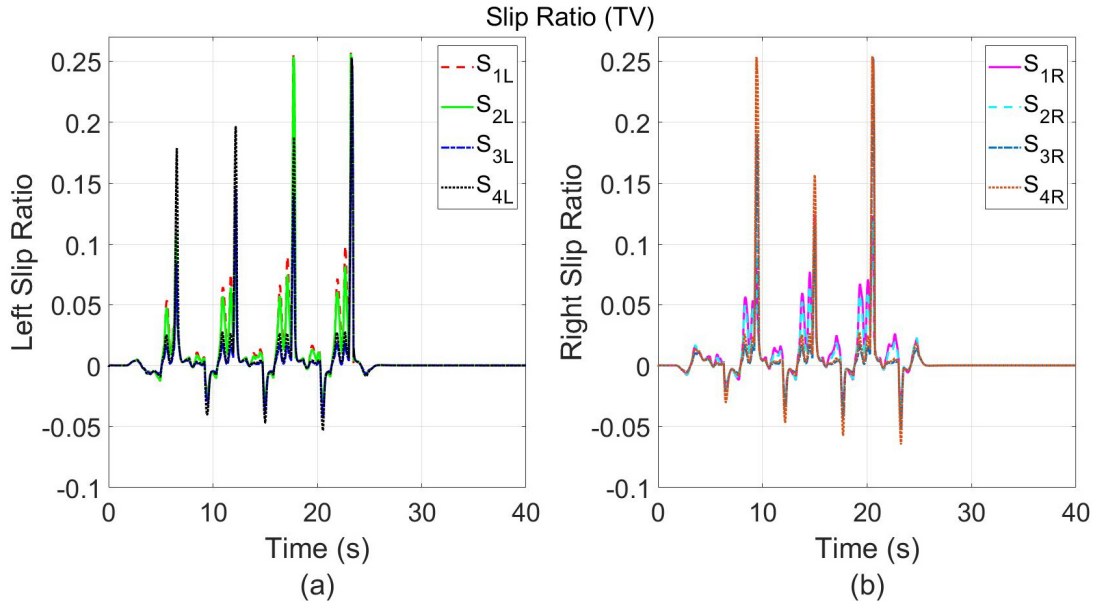 Slip Ratio (TV)
Left Slip Ratio
0.25
0.2
0.15
0.1
0.05
0
-0.05
-0.1
0 10 20 30 40
Time (s)
(a)
S1L
S2L
S3L
S4L
Right Slip Ratio
0.25
0.2
0.15
0.1
0.05
0
-0.05
-0.1
0 10 20 30 40
Time (s)
(b)
S1R
S2R
S3R
S4R